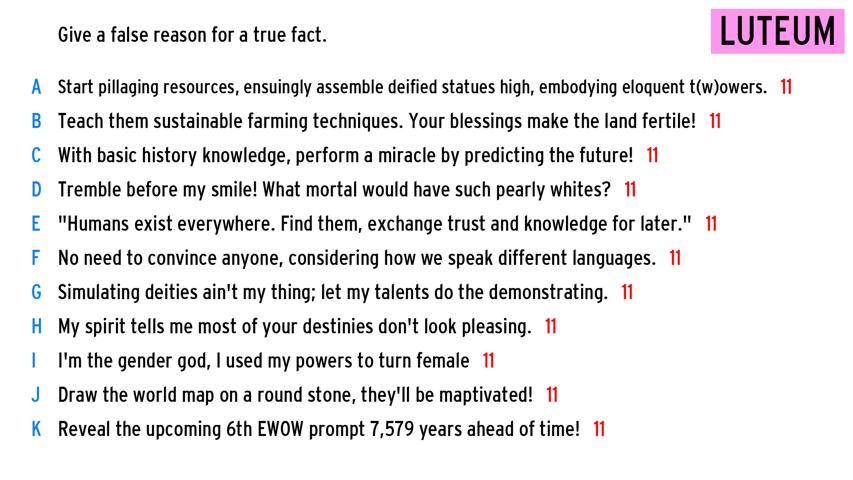 Give a false reason for a true fact.
LUTEUM
A Start pillaging resources, ensuingly assemble deified statues high, embodying eloquent t(w)owers. 11
B Teach them sustainable farming techniques. Your blessings make the land fertile! 11
C With basic history knowledge, perform a miracle by predicting the future! 11
D Tremble before my smile! What mortal would have such pearly whites? 11
E "Humans exist everywhere. Find them, exchange trust and knowledge for later." 11
F No need to convince anyone, considering how we speak different languages. 11
G Simulating deities ain't my thing; let my talents do the demonstrating. 11
H My spirit tells me most of your destinies don't look pleasing. 11
I I'm the gender god, I used my powers to turn female 11
J Draw the world map on a round stone, they'll be maptivated! 11
K Reveal the upcoming 6th EWOW prompt 7,579 years ahead of time! 11